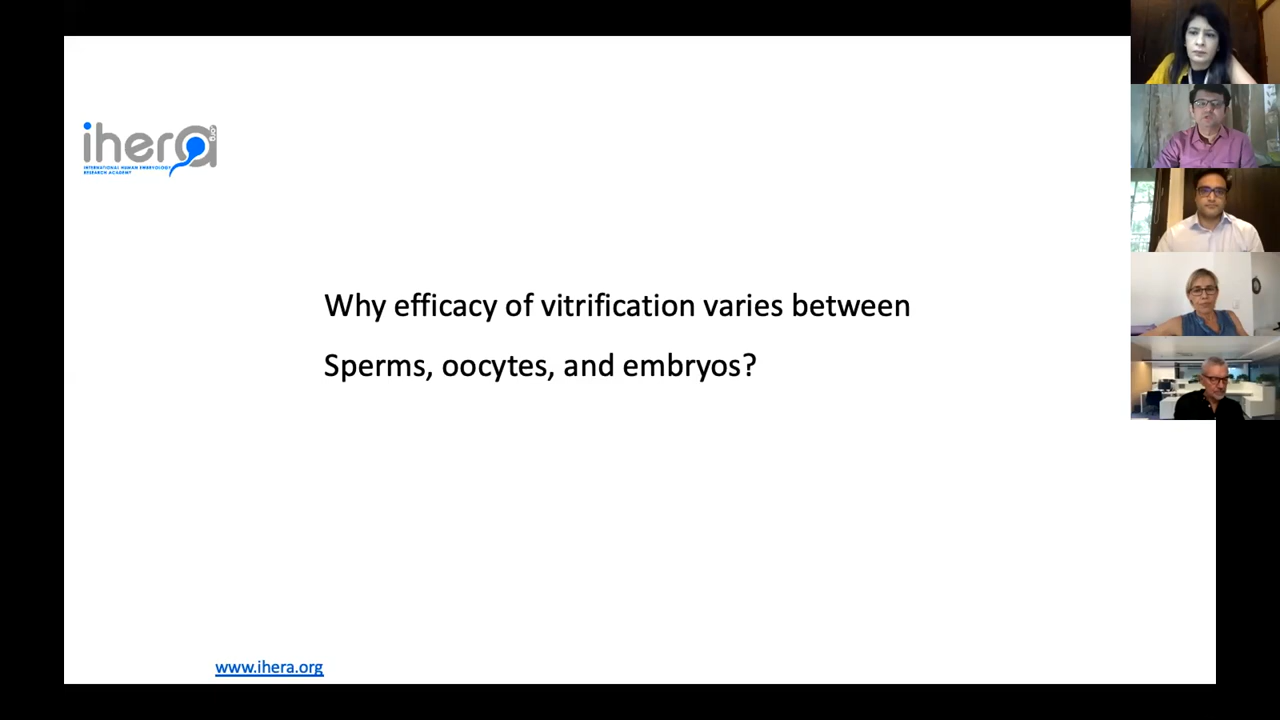 ihera.org
INTERNATIONAL HUMAN EMBRYOLOGY
RESEARCH ACADEMY
Why efficacy of vitrification varies between
Sperms, oocytes, and embryos?
www.ihera.org